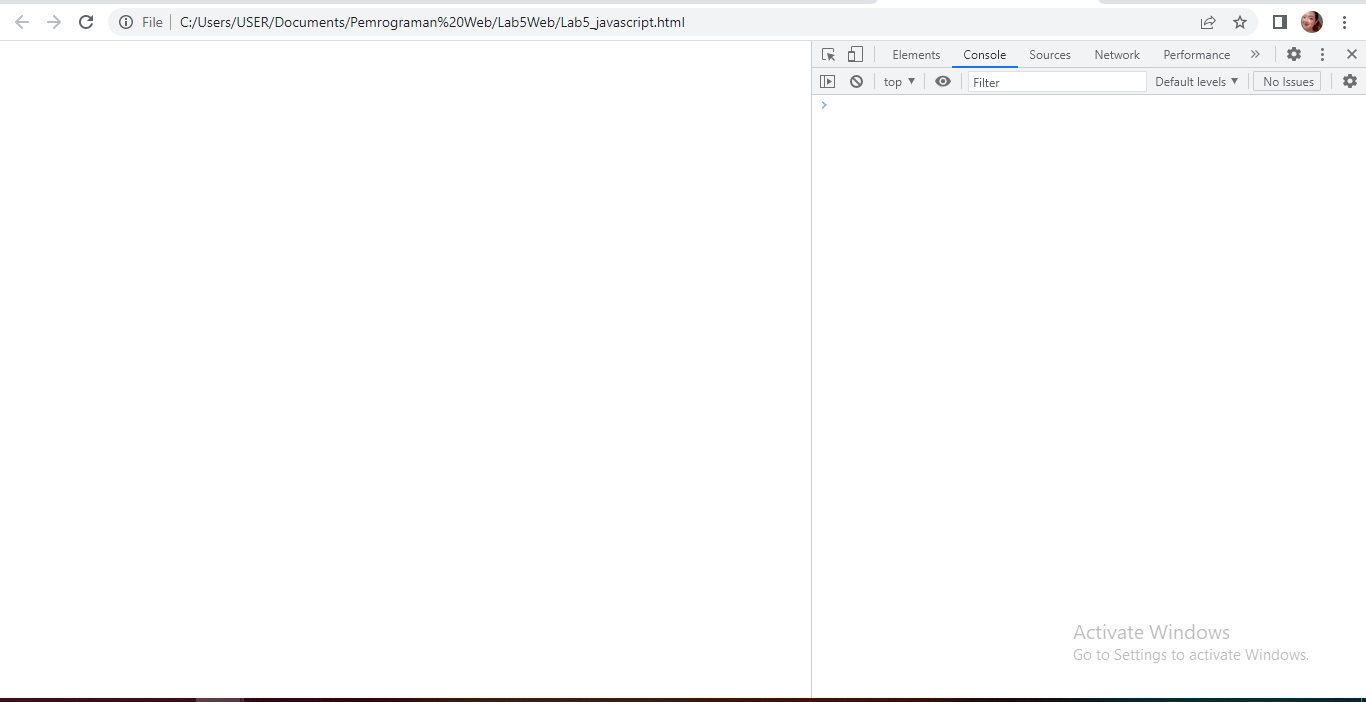 File C:/Users/USER/Documents/Pemrograman%20Web/Lab5Web/Lab5_javascript.html
Elements Console Sources Network Performance
top Filter Default levels No Issues
Activate Windows
Go to Settings to activate Windows.